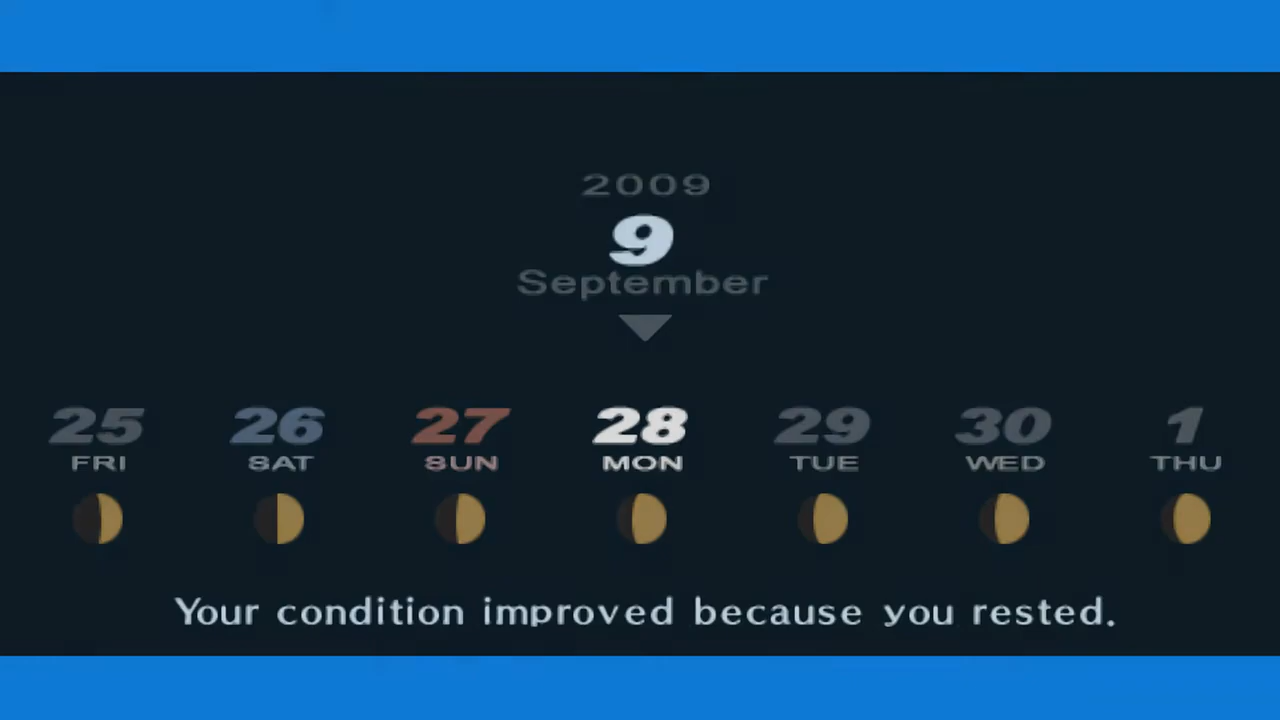 2009
9
September
25 26 27 28 29 30 1
FRI SAT SUN MON TUE WED THU
Your condition improved because you rested.